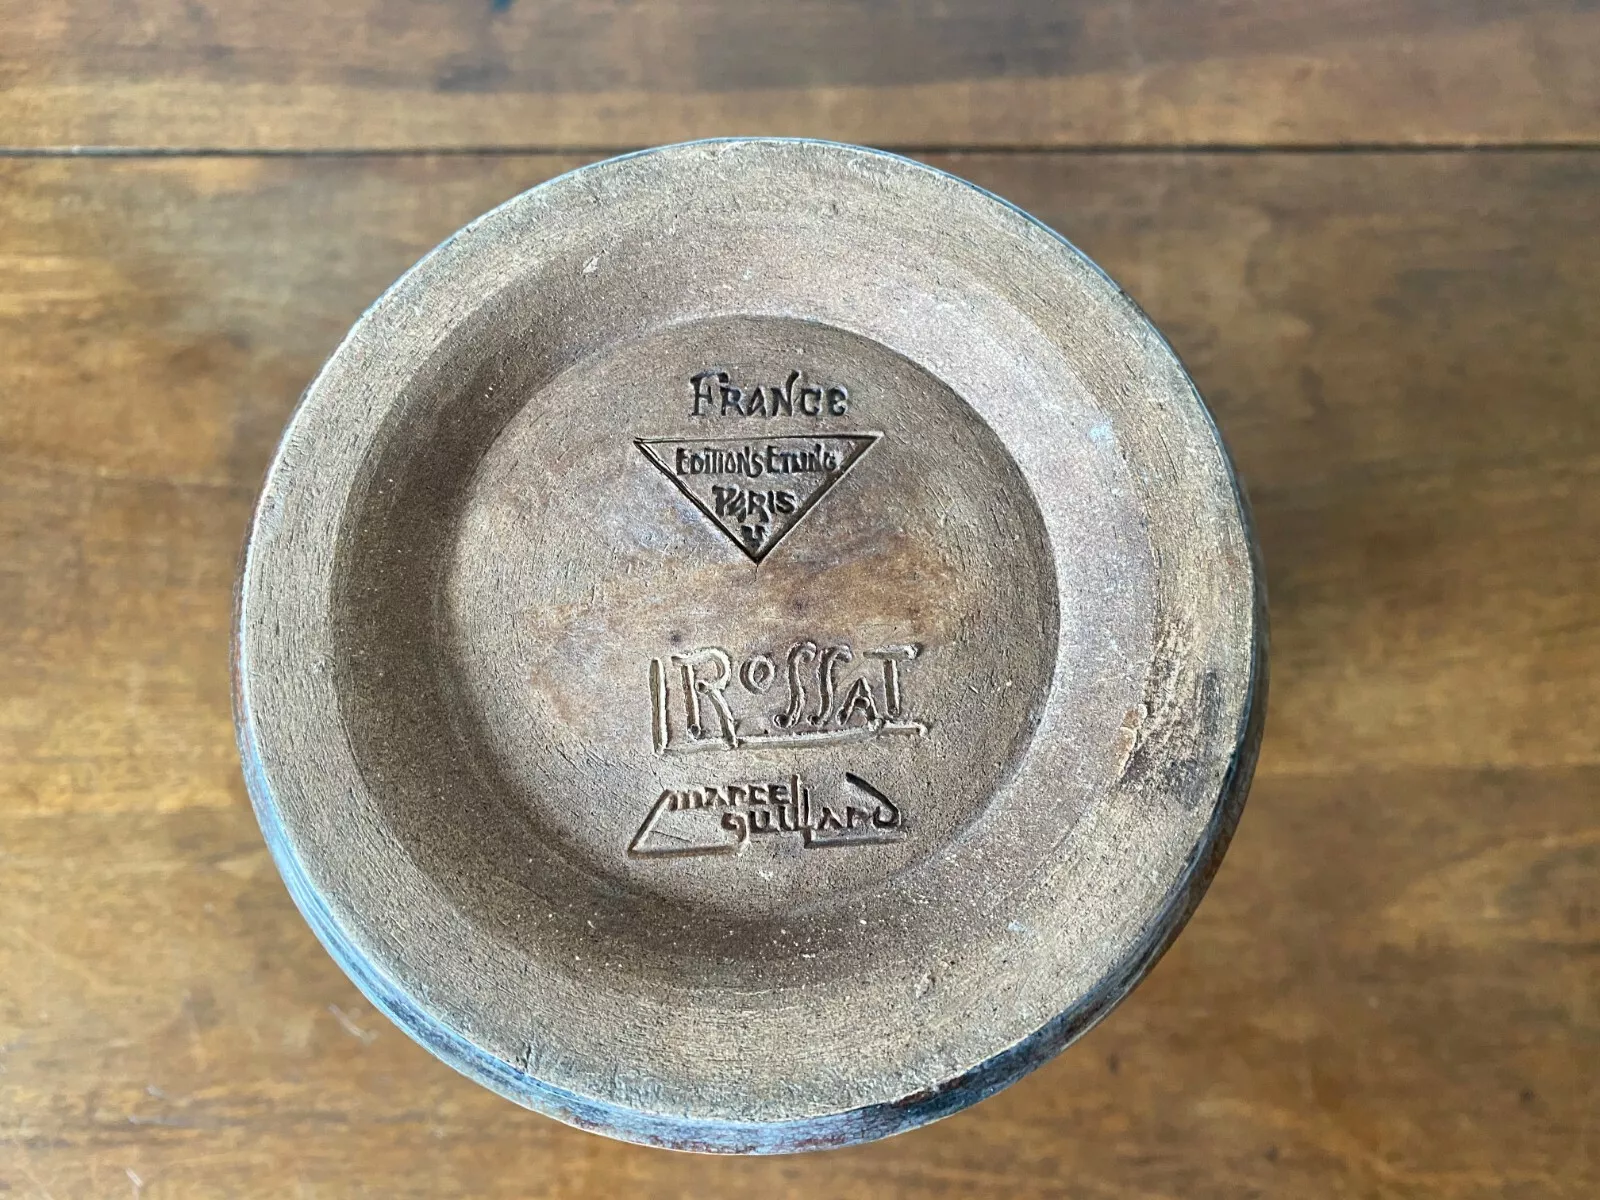 FRANCE
EDITIONS ETLING
PARIS
ROSSAT
MARCEL
GUILLARD